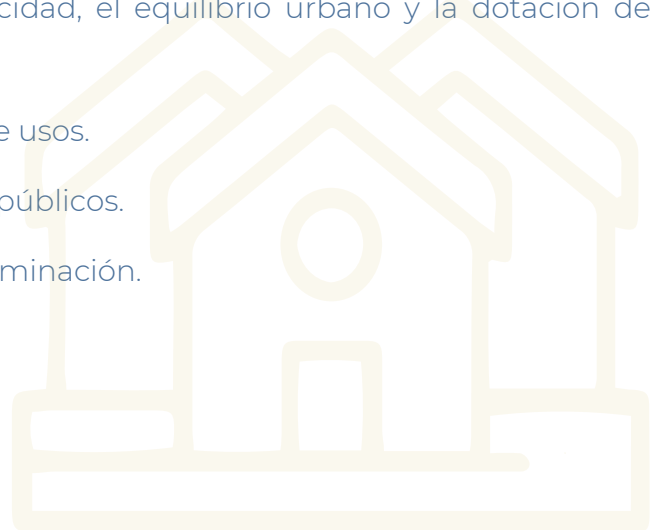 cidad, el equilibrio urbano y la dotación de
e usos.
públicos.
minación.